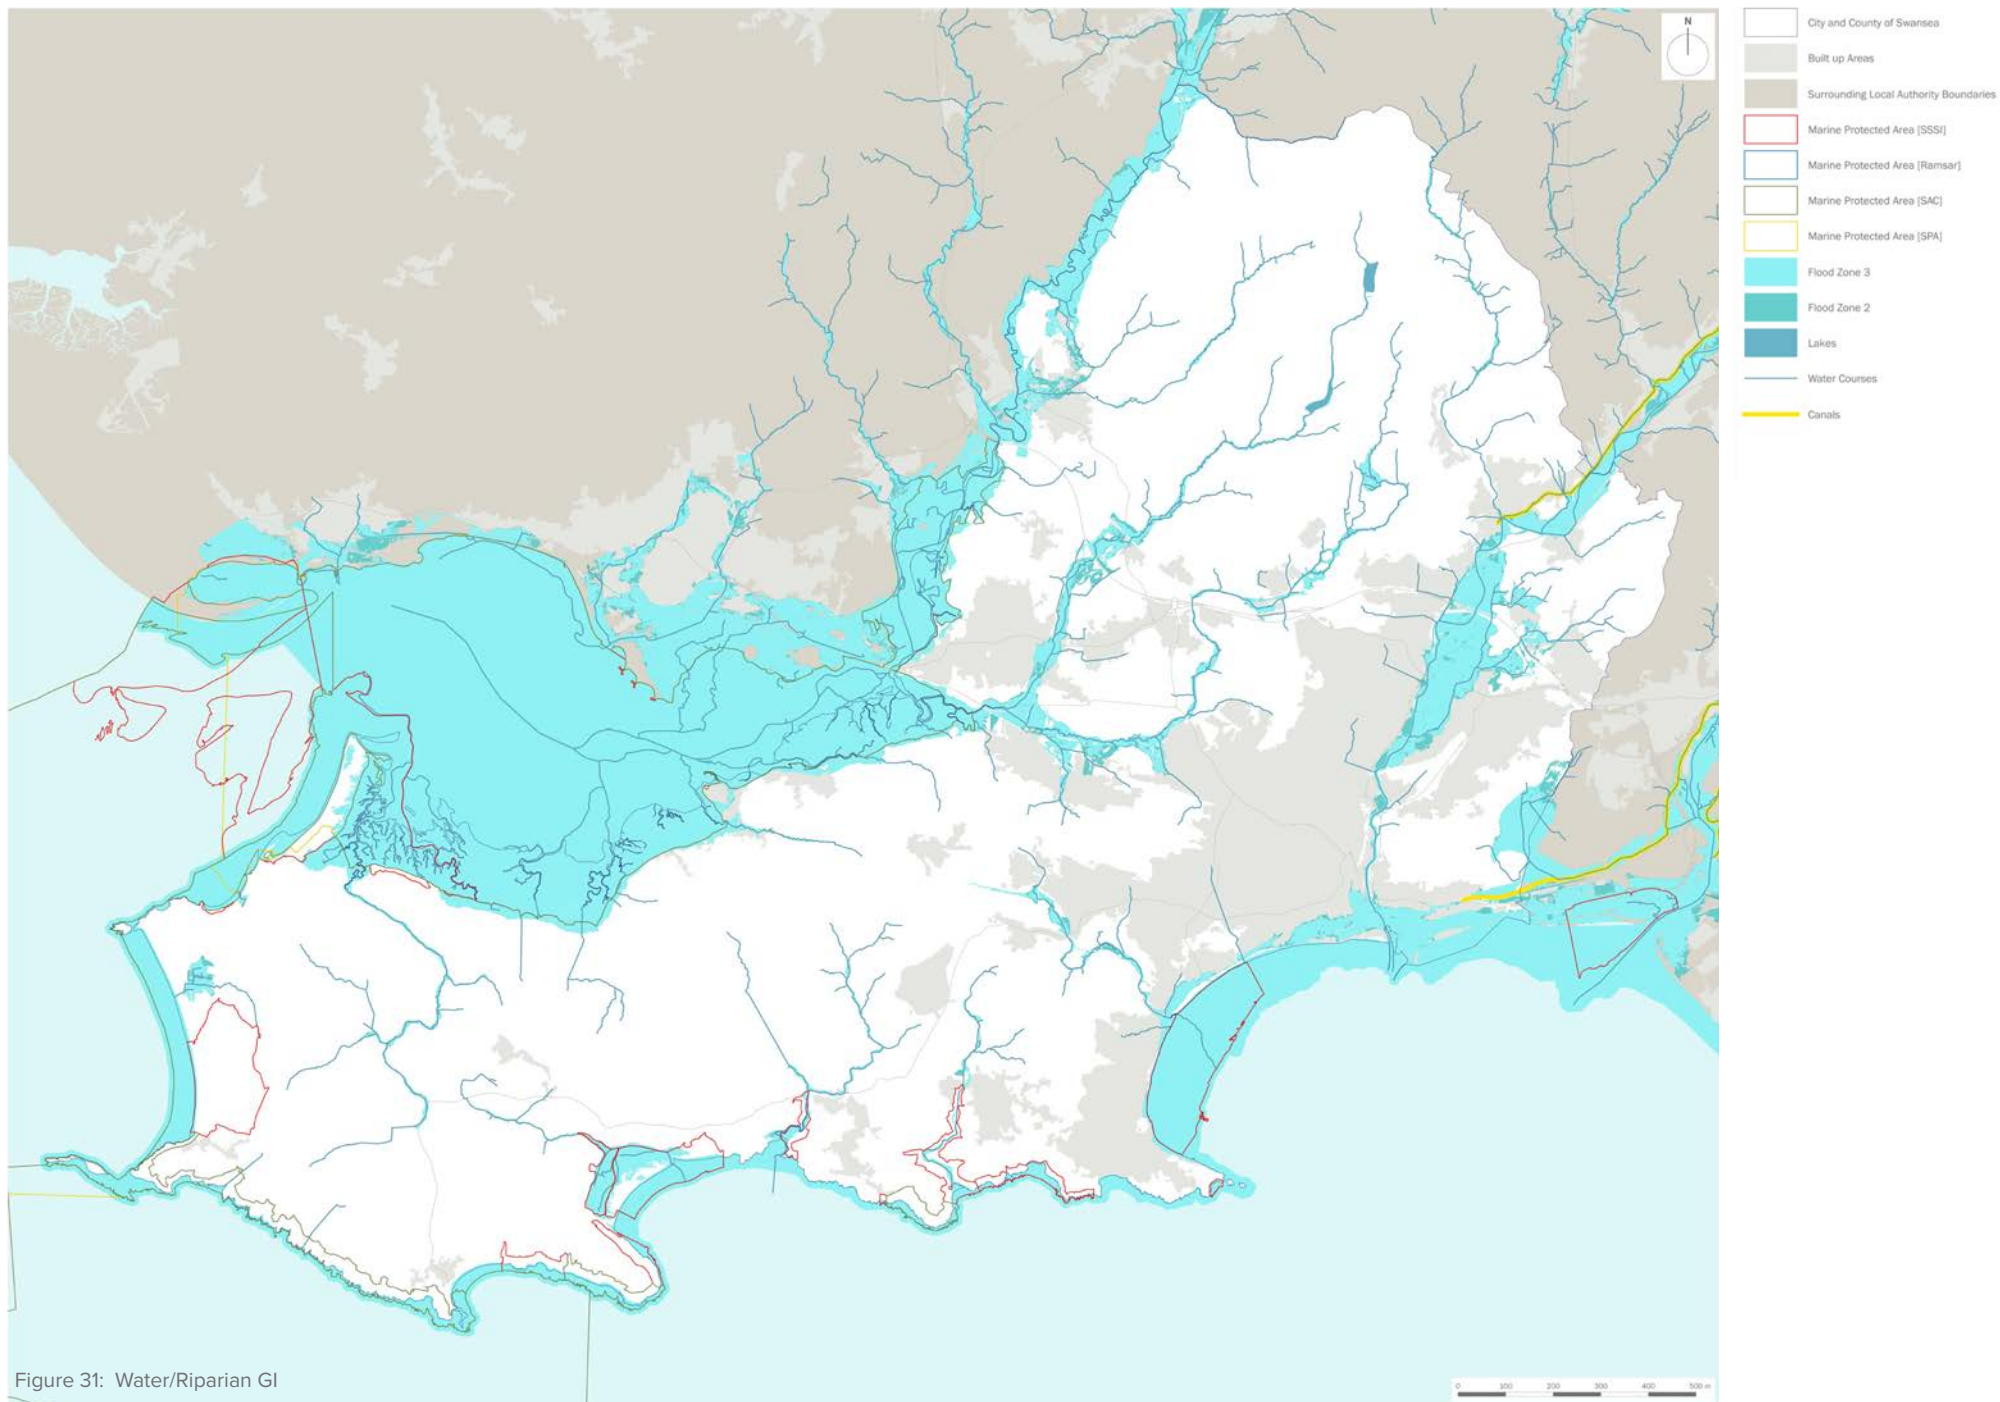 N
City and County of Swansea
Built up Areas
Surrounding Local Authority Boundaries
Marine Protected Area [SSSI]
Marine Protected Area [Ramsar]
Marine Protected Area [SAC]
Marine Protected Area [SPA]
Flood Zone 3
Flood Zone 2
Lakes
Water Courses
Canals
Figure 31: Water/Riparian GI
0 100 200 300 400 500 m